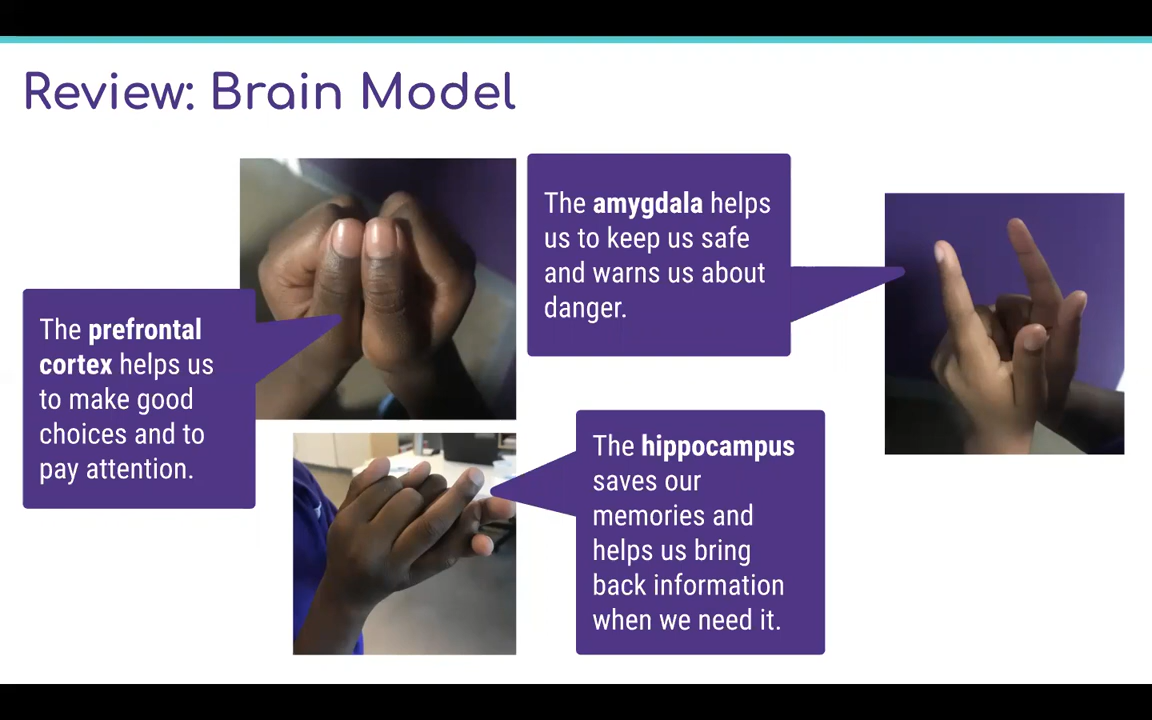 Review: Brain Model
The amygdala helps
us to keep us safe
and warns us about
danger.
The prefrontal
cortex helps us
to make good
choices and to
pay attention.
The hippocampus
saves our
memories and
helps us bring
back information
when we need it.